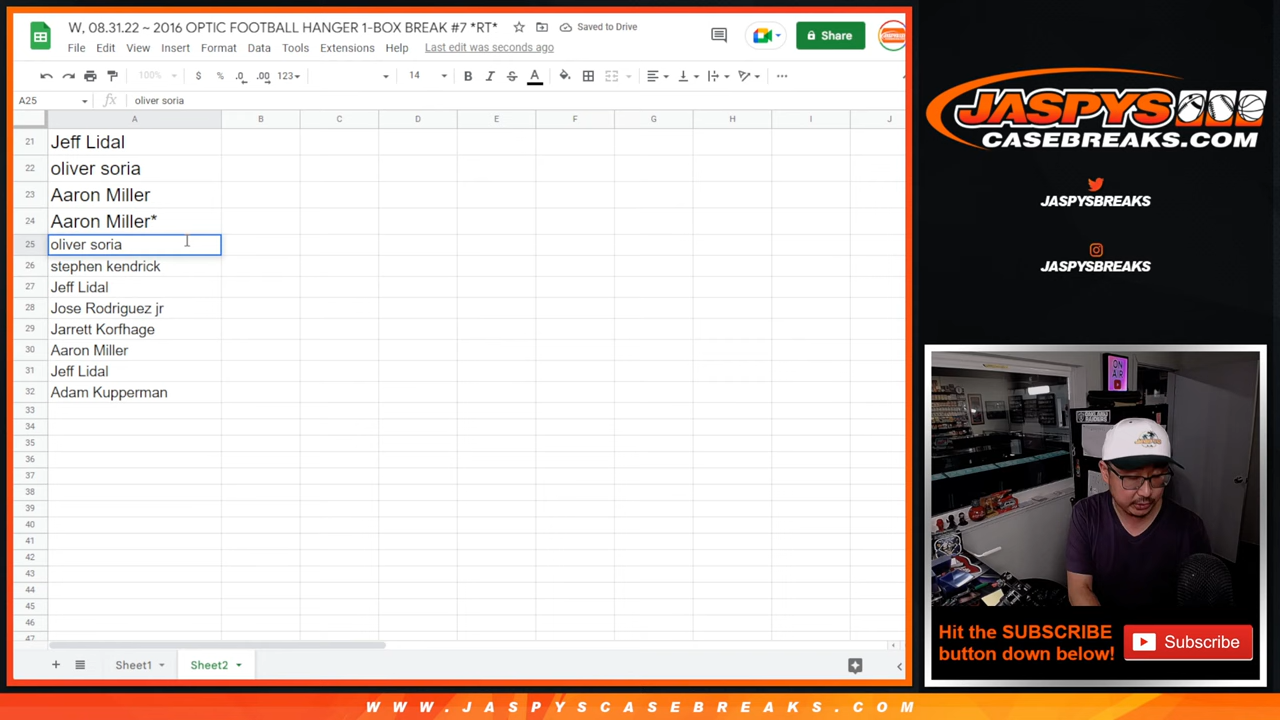 W, 08.31.22 ~ 2016 OPTIC FOOTBALL HANGER 1-BOX BREAK #7 *RT*
Saved to Drive
Share
File Edit View Insert Format Data Tools Extensions Help Last edit was seconds ago
100% $ % .0 .00 123 14 B I S A
A25 fx oliver soria
A B C D E F G H I J
21 Jeff Lidal
22 oliver soria
23 Aaron Miller
24 Aaron Miller*
25 oliver soria
26 stephen kendrick
27 Jeff Lidal
28 Jose Rodriguez jr
29 Jarrett Korfhage
30 Aaron Miller
31 Jeff Lidal
32 Adam Kupperman
33
34
35
36
37
38
39
40
41
42
43
44
45
46
47
Sheet1 Sheet2
JASPYS
CASEBREAKS.COM
JASPYSBREAKS
JASPYSBREAKS
ON
AIR
Hit the SUBSCRIBE
button down below!
Subscribe
WWW.JASPYSCASEBREAKS.COM